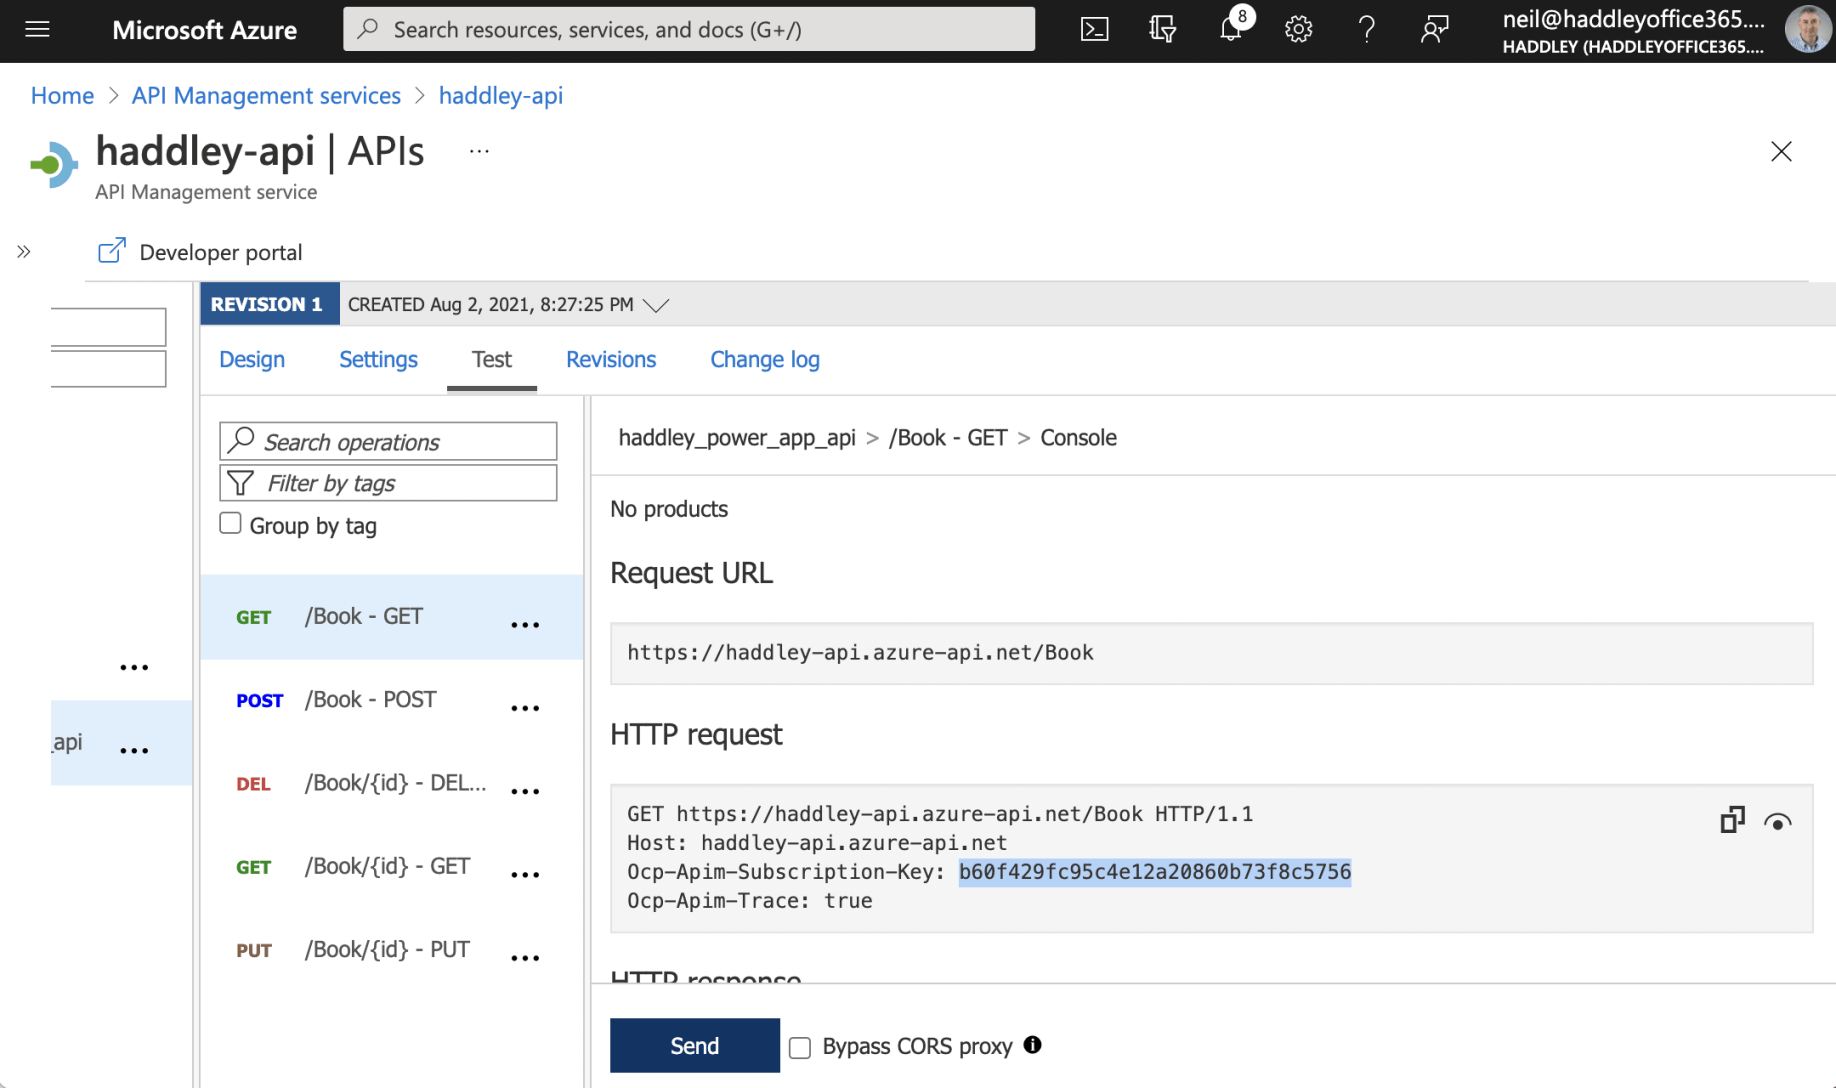 Microsoft Azure
Search resources, services, and docs (G+/)
8
neil@haddleyoffice365....
HADDLEY (HADDLEYOFFICE365....
Home > API Management services > haddley-api
haddley-api | APIs ...
API Management service
Developer portal
REVISION 1 CREATED Aug 2, 2021, 8:27:25 PM
Design Settings Test Revisions Change log
Search operations
Filter by tags
Group by tag
GET /Book - GET ...
POST /Book - POST ...
DEL /Book/{id} - DEL... ...
GET /Book/{id} - GET ...
PUT /Book/{id} - PUT ...
...
_api ...
haddley_power_app_api > /Book - GET > Console
No products
Request URL
https://haddley-api.azure-api.net/Book
HTTP request
GET https://haddley-api.azure-api.net/Book HTTP/1.1
Host: haddley-api.azure-api.net
Ocp-Apim-Subscription-Key: b60f429fc95c4e12a20860b73f8c5756
Ocp-Apim-Trace: true
HTTP response
Send
Bypass CORS proxy